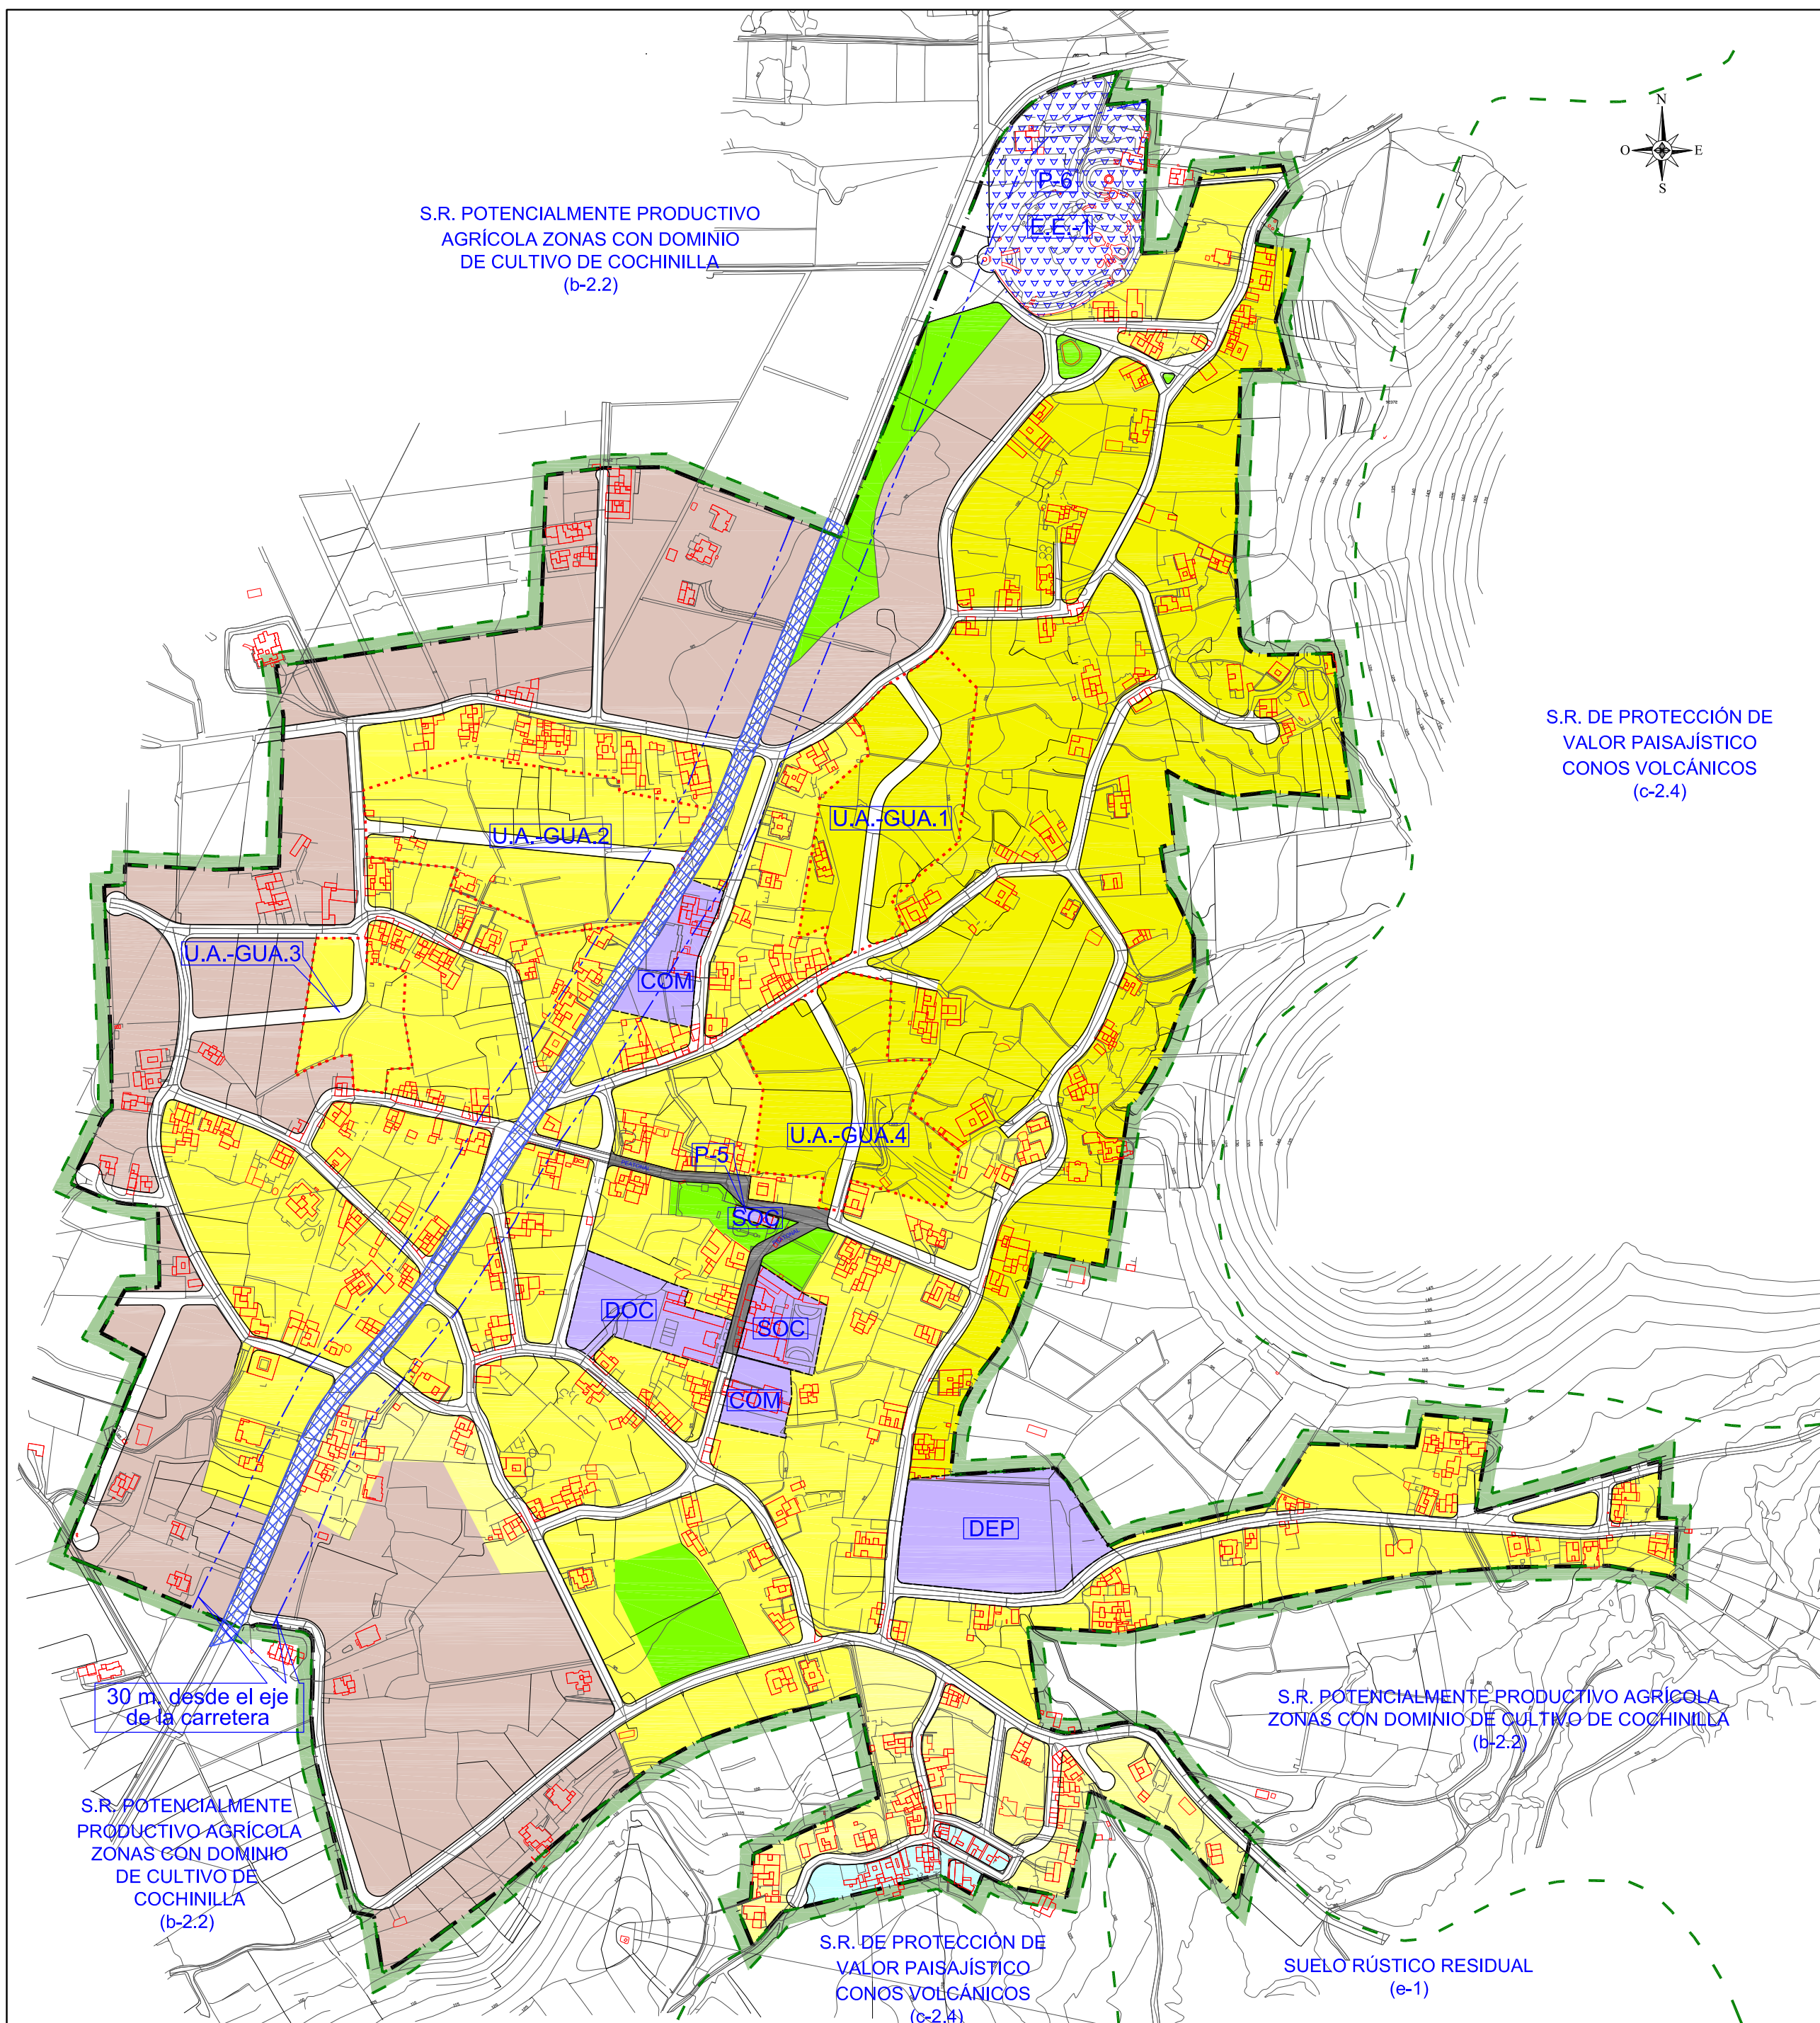 N
O E
S
P-6
E.E.-1
S.R. POTENCIALMENTE PRODUCTIVO
AGRÍCOLA ZONAS CON DOMINIO
DE CULTIVO DE COCHINILLA
(b-2.2)
S.R. DE PROTECCIÓN DE
VALOR PAISAJÍSTICO
CONOS VOLCÁNICOS
(c-2.4)
U.A.-GUA.1
U.A.-GUA.2
U.A.-GUA.3
COM
U.A.-GUA.4
P-5
PEATONAL
SOC
PEATONAL
DOC
SOC
COM
DEP
30 m. desde el eje
de la carretera
S.R. POTENCIALMENTE PRODUCTIVO AGRÍCOLA
ZONAS CON DOMINIO DE CULTIVO DE COCHINILLA
(b-2.2)
S.R. POTENCIALMENTE
PRODUCTIVO AGRÍCOLA
ZONAS CON DOMINIO
DE CULTIVO DE
COCHINILLA
(b-2.2)
S.R. DE PROTECCIÓN DE
VALOR PAISAJÍSTICO
CONOS VOLCÁNICOS
(c-2.4)
SUELO RÚSTICO RESIDUAL
(e-1)